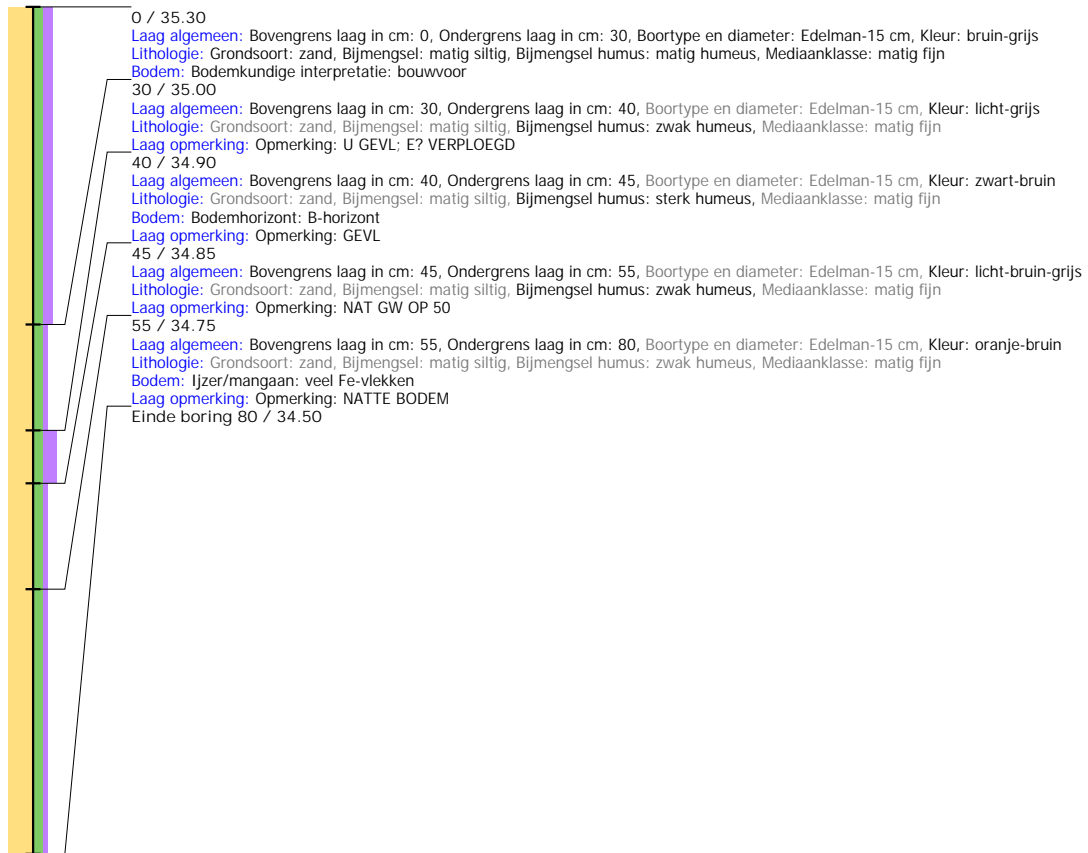 0 / 35.30
Laag algemeen: Bovengrens laag in cm: 0, Ondergrens laag in cm: 30, Boortype en diameter: Edelman-15 cm, Kleur: bruin-grijs
Lithologie: Grondsoort: zand, Bijmengsel: matig siltig, Bijmengsel humus: matig humeus, Mediaanklasse: matig fijn
Bodem: Bodemkundige interpretatie: bouwvoor
30 / 35.00
Laag algemeen: Bovengrens laag in cm: 30, Ondergrens laag in cm: 40, Boortype en diameter: Edelman-15 cm, Kleur: licht-grijs
Lithologie: Grondsoort: zand, Bijmengsel: matig siltig, Bijmengsel humus: zwak humeus, Mediaanklasse: matig fijn
Laag opmerking: Opmerking: U GEVL; E? VERPLOEGD
40 / 34.90
Laag algemeen: Bovengrens laag in cm: 40, Ondergrens laag in cm: 45, Boortype en diameter: Edelman-15 cm, Kleur: zwart-bruin
Lithologie: Grondsoort: zand, Bijmengsel: matig siltig, Bijmengsel humus: sterk humeus, Mediaanklasse: matig fijn
Bodem: Bodemhorizont: B-horizont
Laag opmerking: Opmerking: GEVL
45 / 34.85
Laag algemeen: Bovengrens laag in cm: 45, Ondergrens laag in cm: 55, Boortype en diameter: Edelman-15 cm, Kleur: licht-bruin-grijs
Lithologie: Grondsoort: zand, Bijmengsel: matig siltig, Bijmengsel humus: zwak humeus, Mediaanklasse: matig fijn
Laag opmerking: Opmerking: NAT GW OP 50
55 / 34.75
Laag algemeen: Bovengrens laag in cm: 55, Ondergrens laag in cm: 80, Boortype en diameter: Edelman-15 cm, Kleur: oranje-bruin
Lithologie: Grondsoort: zand, Bijmengsel: matig siltig, Bijmengsel humus: zwak humeus, Mediaanklasse: matig fijn
Bodem: Ijzer/mangaan: veel Fe-vlekken
Laag opmerking: Opmerking: NATTE BODEM
Einde boring 80 / 34.50